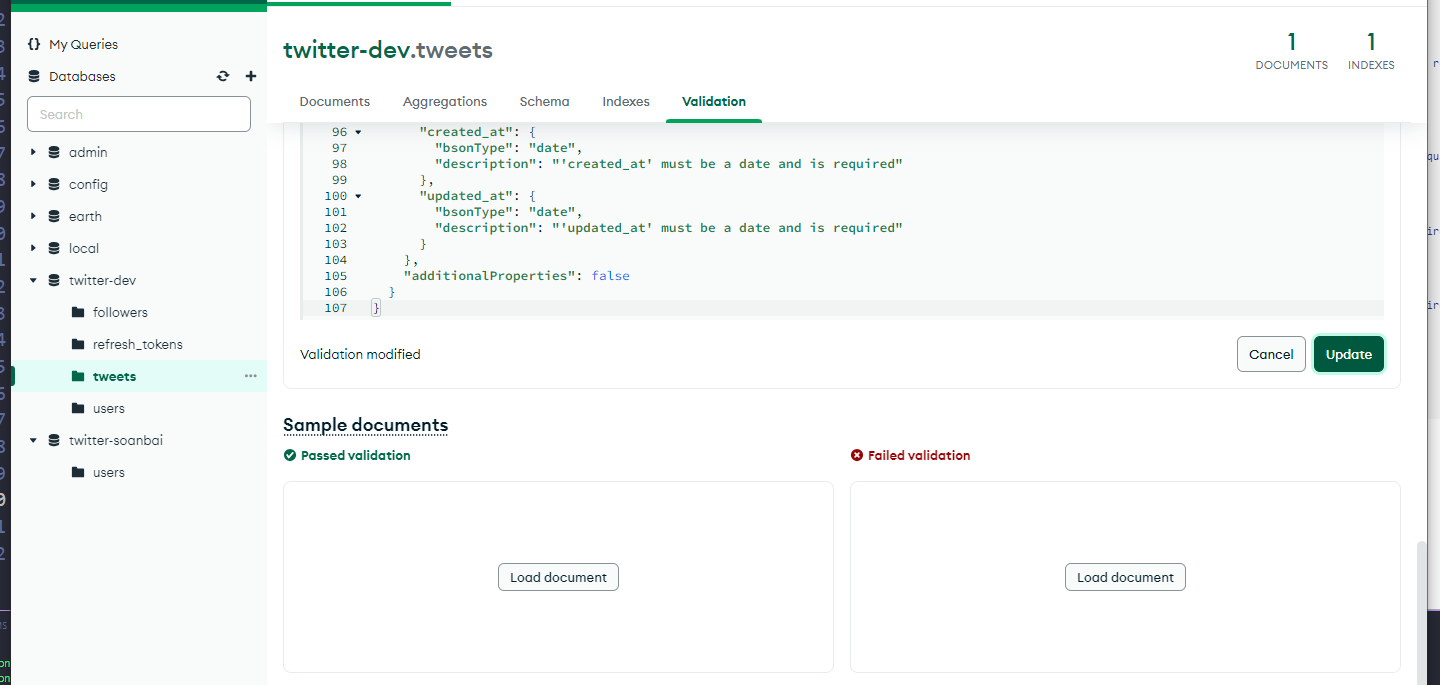 My Queries
Databases
Search
admin
config
earth
local
twitter-dev
followers
refresh_tokens
tweets
users
twitter-soanbai
users
twitter-dev.tweets
1
DOCUMENTS
1
INDEXES
Documents Aggregations Schema Indexes Validation
96 "created_at": {
97 "bsonType": "date",
98 "description": "'created_at' must be a date and is required"
99 },
100 "updated_at": {
101 "bsonType": "date",
102 "description": "'updated_at' must be a date and is required"
103 }
104 },
105 "additionalProperties": false
106 }
107 }
Validation modified
Cancel Update
Sample documents
Passed validation
Load document
Failed validation
Load document